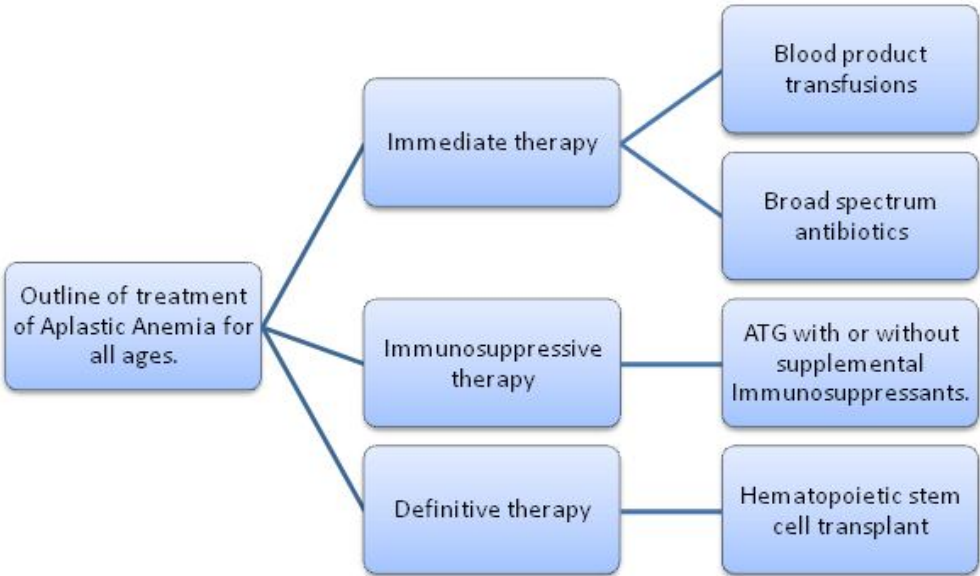 Outline of treatment
of Aplastic Anemia for
all ages.
Immediate therapy
Blood product
transfusions
Broad spectrum
antibiotics
Immunosuppressive
therapy
ATG with or without
supplemental
Immunosuppressants.
Definitive therapy
Hematopoietic stem
cell transplant